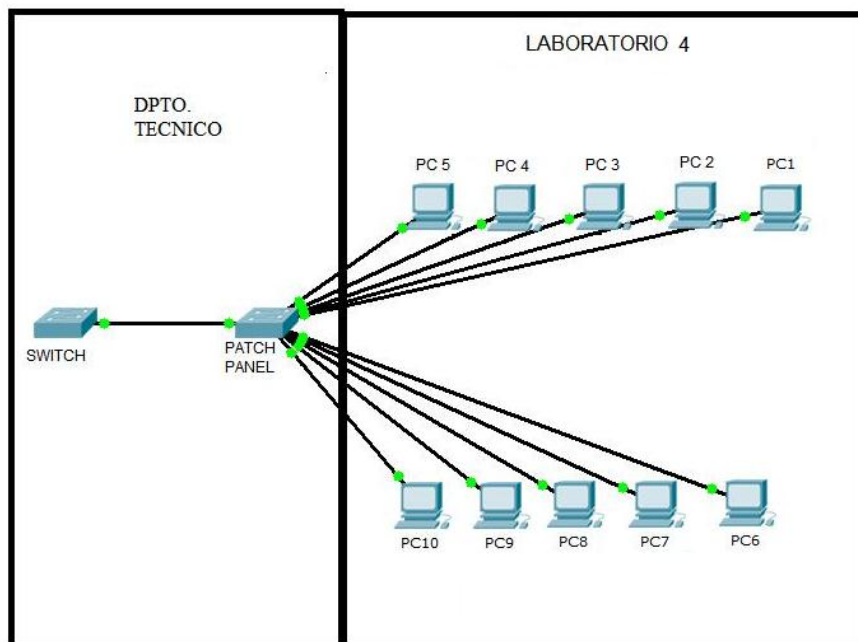 LABORATORIO 4
DPTO.
TECNICO
PC 5
PC 4
PC 3
PC 2
PC1
SWITCH
PATCH
PANEL
PC10
PC9
PC8
PC7
PC6